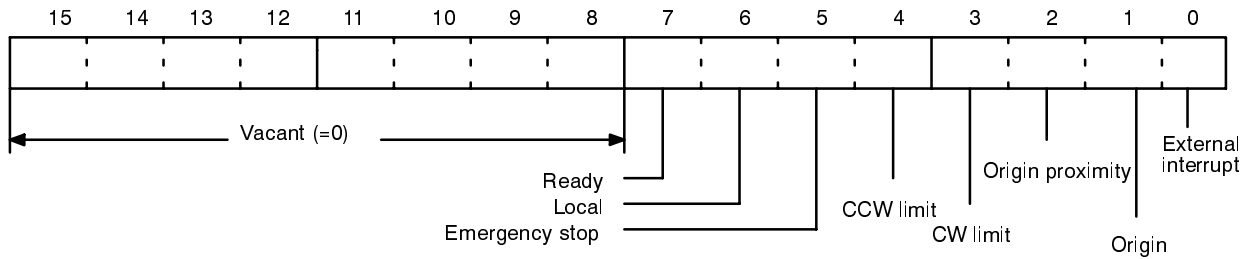 15 14 13 12 11 10 9 8 7 6 5 4 3 2 1 0
Vacant (=0)
External
interrupt
Origin proximity
Ready
Local
CCW limit
Emergency stop
CW limit
Origin